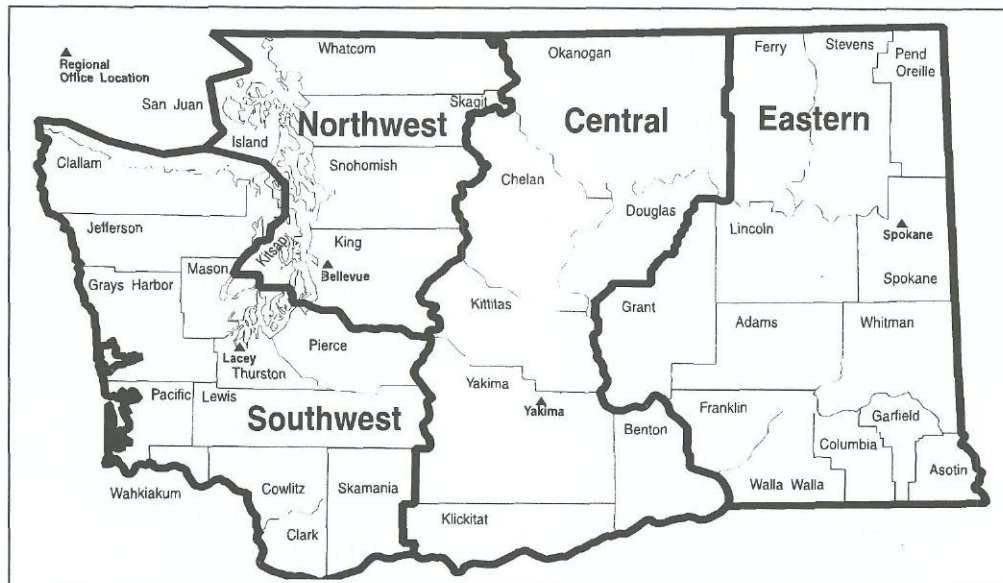 Regional
Office Location
Whatcom
Okanogan
Ferry
Stevens
Pend
Oreille
San Juan
Skagit
Northwest
Central
Eastern
Island
Clallam
Snohomish
Chelan
Douglas
Jefferson
Lincoln
Spokane
King
Kitsap
Bellevue
Mason
Grays Harbor
Spokane
Kittitas
Grant
Adams
Whitman
Pierce
Lacey
Thurston
Yakima
Pacific
Lewis
Yakima
Franklin
Garfield
Southwest
Benton
Columbia
Asotin
Wahkiakum
Cowlitz
Skamania
Walla Walla
Klickitat
Clark